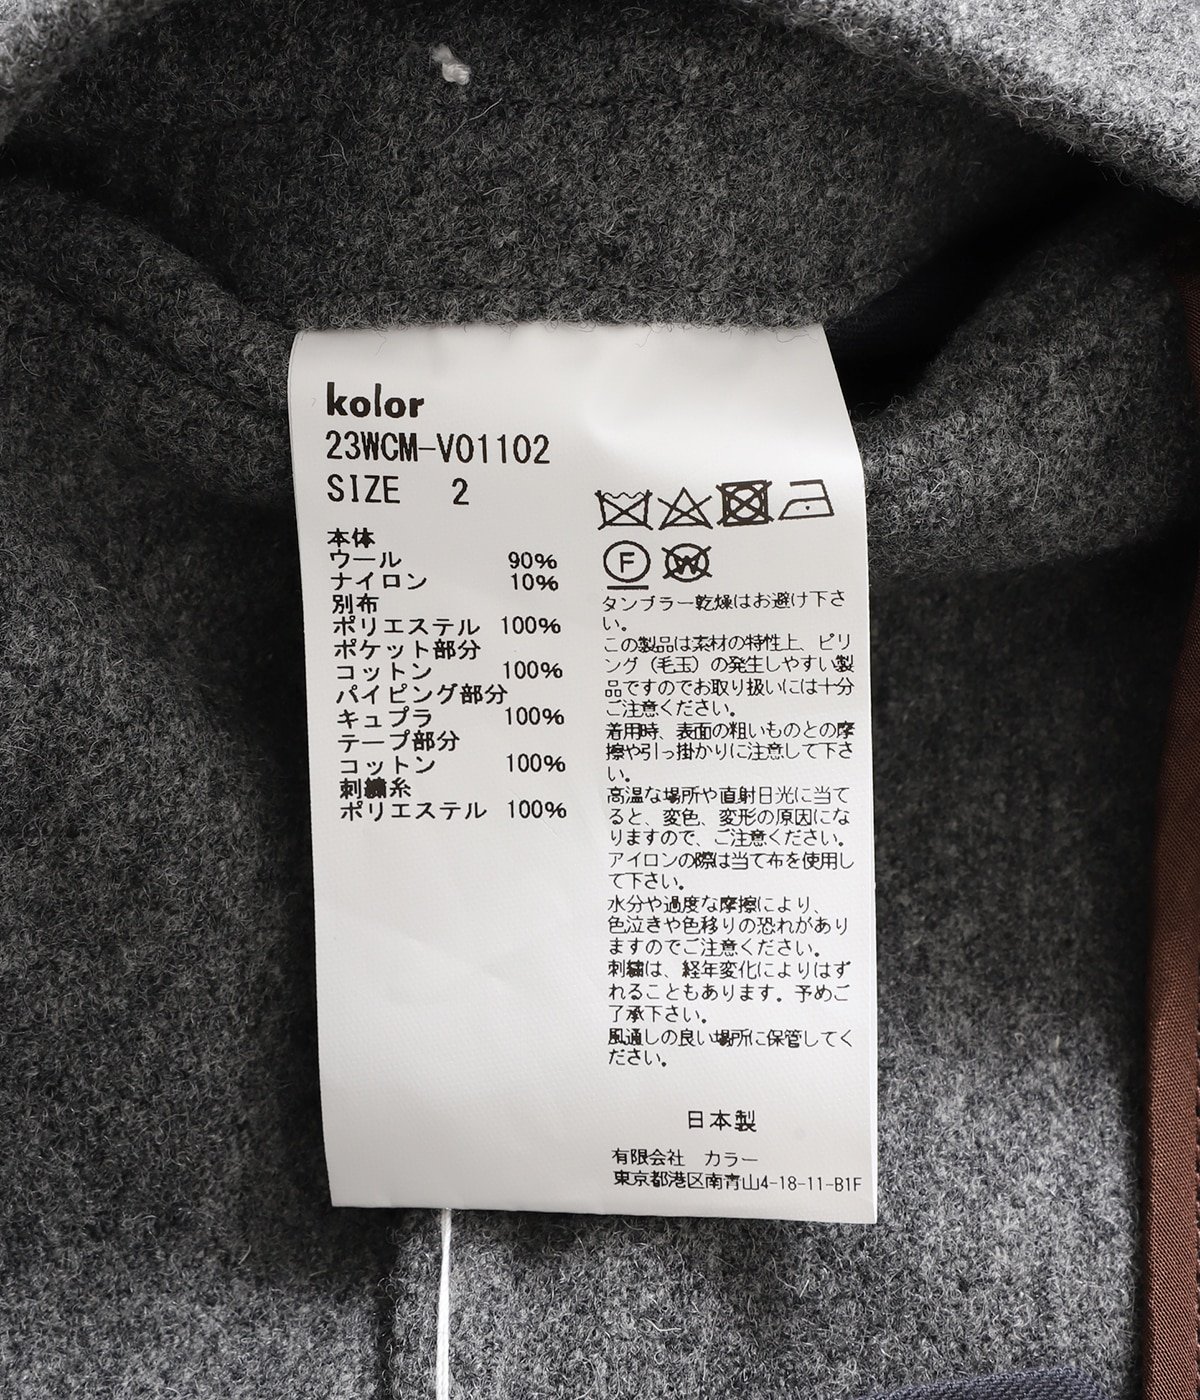 kolor
23WCM-V01102
SIZE 2
本体
ウール 90%
ナイロン 10%
別布
ポリエステル 100%
ポケット部分
コットン 100%
パイピング部分
キュプラ 100%
テープ部分
コットン 100%
刺繍糸
ポリエステル 100%
F
W
タンブラー乾燥はお避け下さ
い。
この製品は素材の特性上、ピリ
ング(毛玉)の発生しやすい製
品ですのでお取り扱いには十分
ご注意ください。
着用時、表面の粗いものとの摩
擦や引っ掛かりに注意して下さ
い。
高温な場所や直射日光に当て
ると、変色、変形の原因にな
りますので、ご注意ください。
アイロンの際は当て布を使用し
て下さい。
水分や過度な摩擦により、
色泣きや色移りの恐れがあり
ますのでご注意ください。
刺繍は、経年変化によりはず
れることもあります。予めご
了承下さい。
風通しの良い場所に保管してく
ださい。
日本製
有限会社 カラー
東京都港区南青山4-18-11-B1F